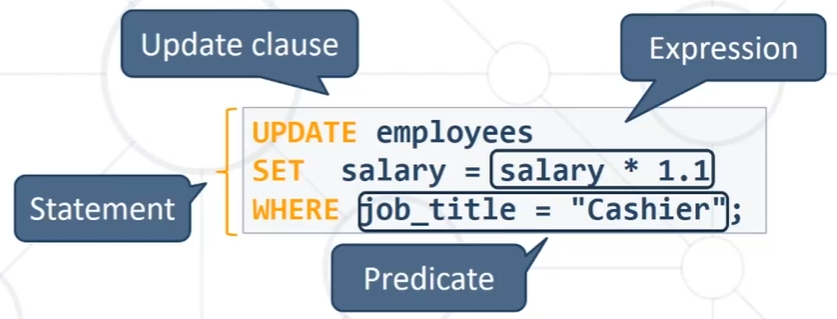 Update clause
Expression
UPDATE employees
SET  salary = salary * 1.1
WHERE job_title = "Cashier";
Statement
Predicate